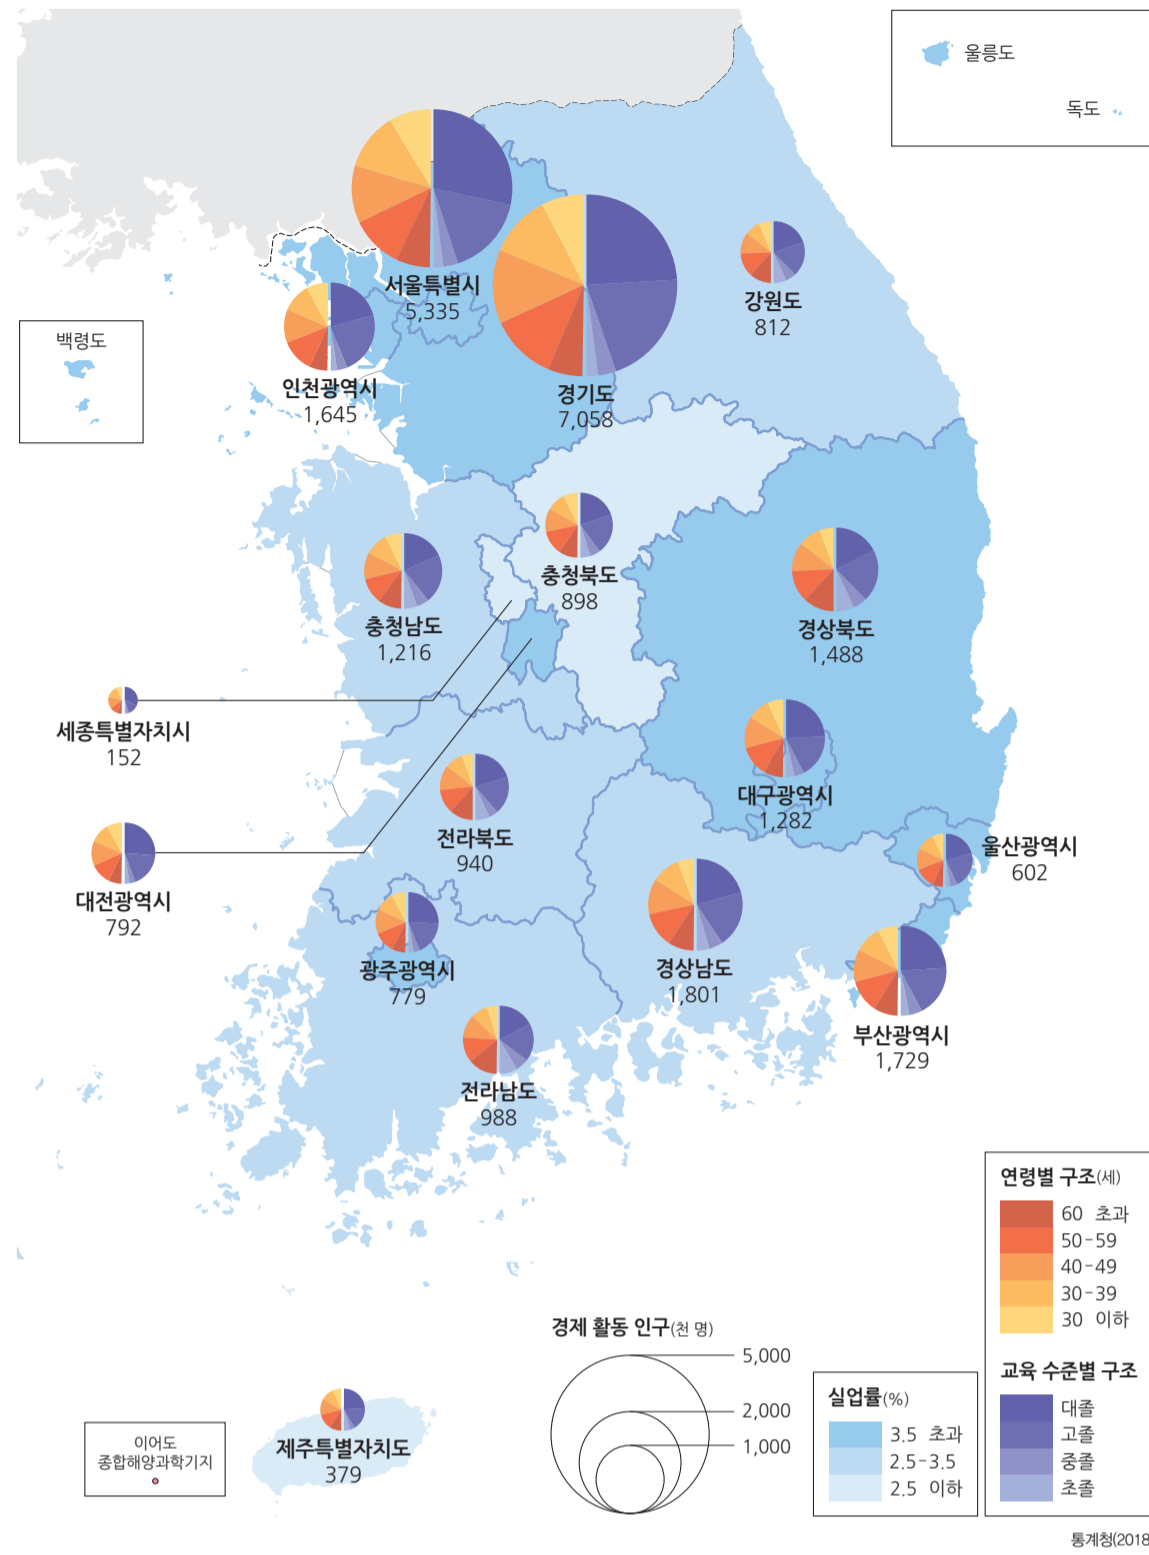 울릉도
독도
서울특별시
5,335
강원도
812
백령도
인천광역시
1,645
경기도
7,058
충청북도
898
충청남도
1,216
경상북도
1,488
세종특별자치시
152
대구광역시
1,282
전라북도
940
울산광역시
602
대전광역시
792
광주광역시
779
경상남도
1,801
부산광역시
1,729
전라남도
988
제주특별자치도
379
이어도
종합해양과학기지
경제 활동 인구(천 명)
5,000
2,000
1,000
실업률(%)
3.5 초과
2.5-3.5
2.5 이하
연령별 구조(세)
60 초과
50-59
40-49
30-39
30 이하
교육 수준별 구조
대졸
고졸
중졸
초졸
통계청(2018